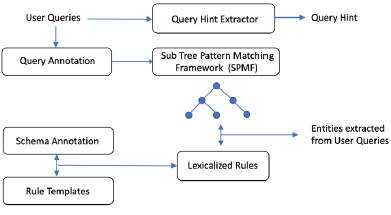 User Queries
Query Hint Extractor
Query Hint
Query Annotation
Sub Tree Pattern Matching
Framework (SPMF)
Schema Annotation
Entities extracted
from User Queries
Lexicalized Rules
Rule Templates